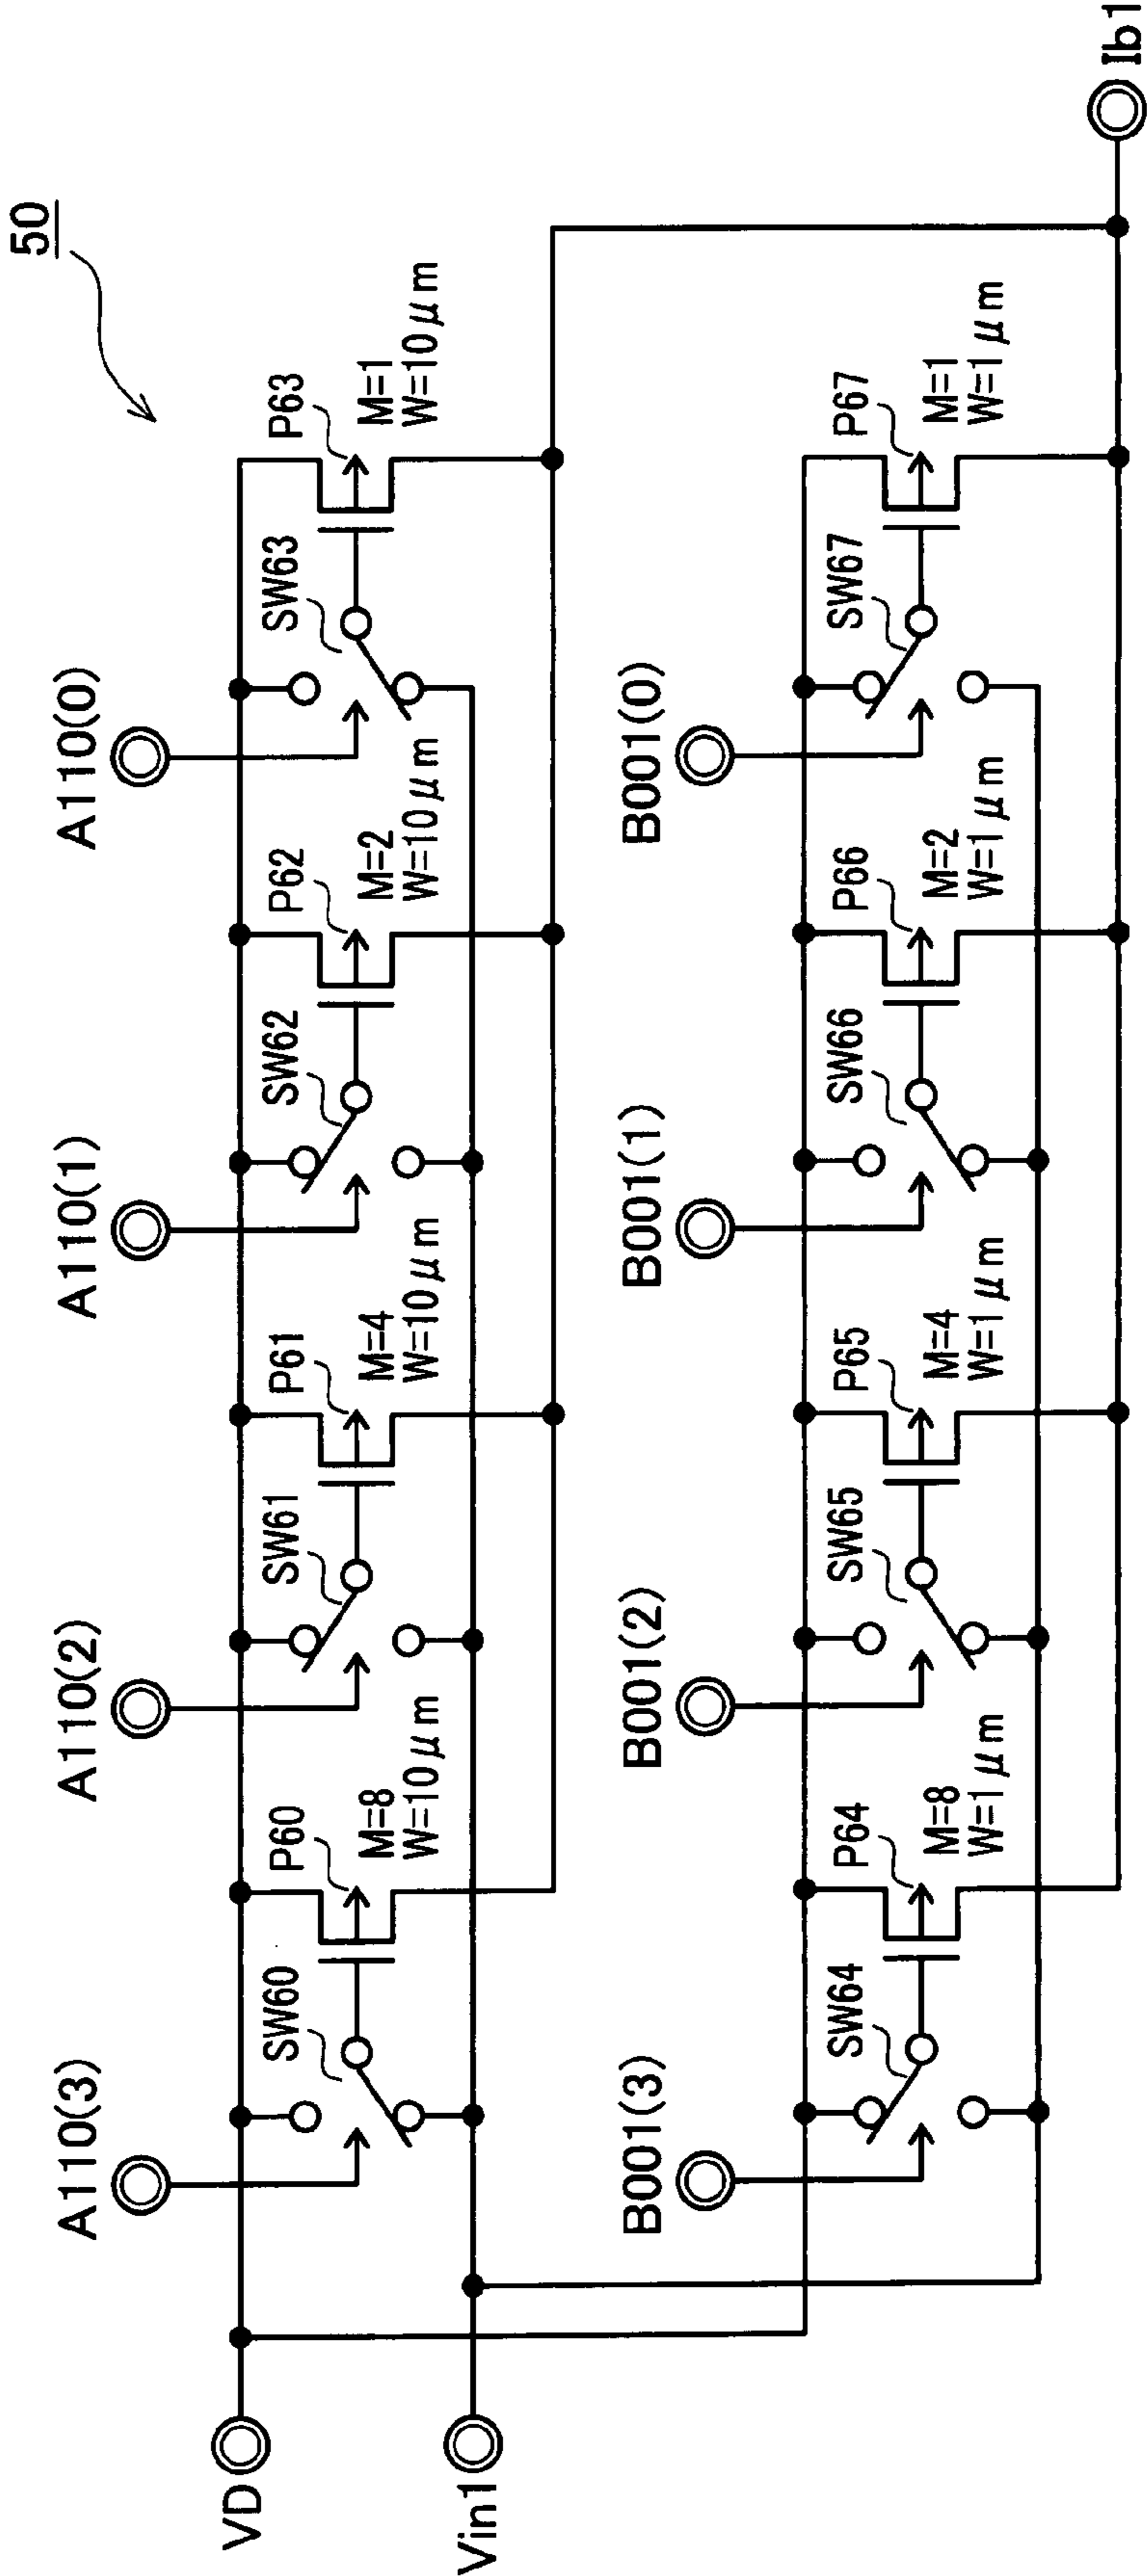 50
A110(3)
A110(2)
A110(1)
A110(0)
SW60
P60
M=8
W=10μm
SW61
P61
M=4
W=10μm
SW62
P62
M=2
W=10μm
SW63
P63
M=1
W=10μm
VD
Vin1
B001(3)
B001(2)
B001(1)
B001(0)
SW64
P64
M=8
W=1μm
SW65
P65
M=4
W=1μm
SW66
P66
M=2
W=1μm
SW67
P67
M=1
W=1μm
Ib1